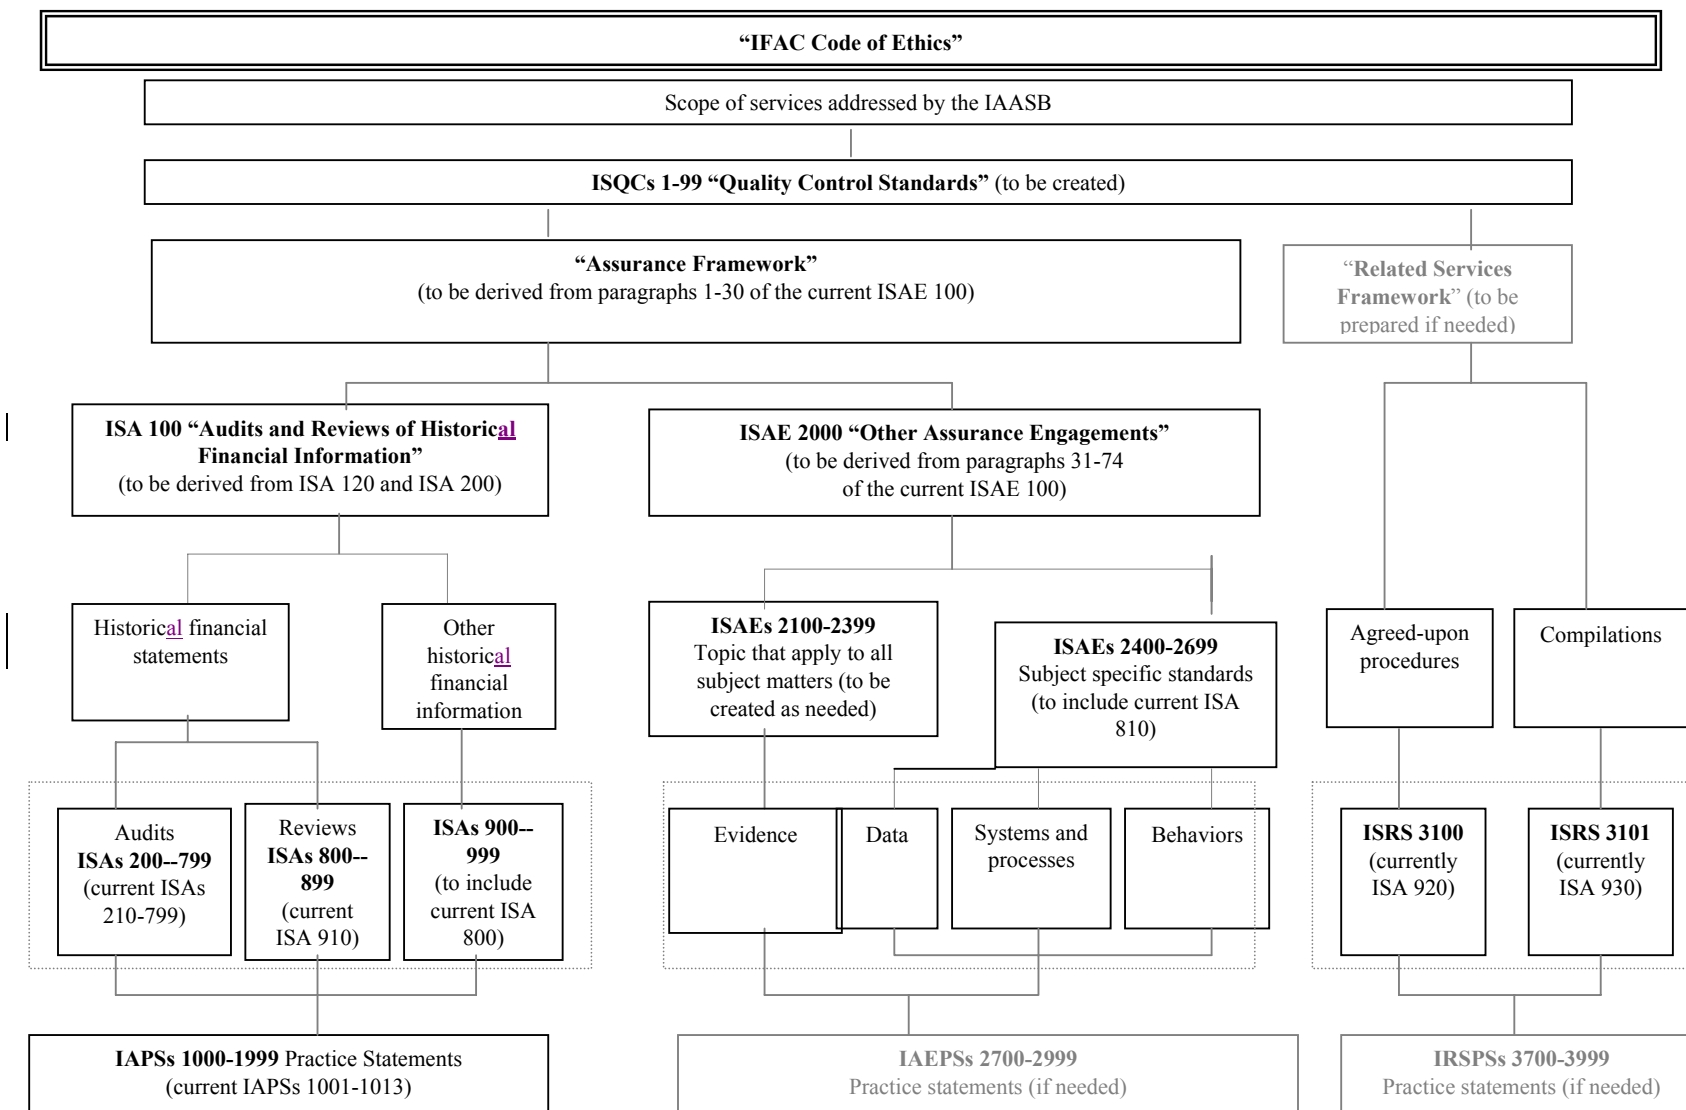 “IFAC Code of Ethics”
Scope of services addressed by the IAASB
ISQCs 1-99 “Quality Control Standards” (to be created)
“Assurance Framework”
(to be derived from paragraphs 1-30 of the current ISAE 100)
“Related Services
Framework” (to be
prepared if needed)
ISA 100 “Audits and Reviews of Historical
Financial Information”
(to be derived from ISA 120 and ISA 200)
ISAE 2000 “Other Assurance Engagements”
(to be derived from paragraphs 31-74
of the current ISAE 100)
Historical financial
statements
Other
historical
financial
information
ISAEs 2100-2399
Topic that apply to all
subject matters (to be
created as needed)
ISAEs 2400-2699
Subject specific standards
(to include current ISA
810)
Agreed-upon
procedures
Compilations
Audits
ISAs 200--799
(current ISAs
210-799)
Reviews
ISAs 800--
899
(current
ISA 910)
ISAs 900--
999
(to include
current ISA
800)
Evidence
Data
Systems and
processes
Behaviors
ISRS 3100
(currently
ISA 920)
ISRS 3101
(currently
ISA 930)
IAPSs 1000-1999 Practice Statements
(current IAPSs 1001-1013)
IAEPSs 2700-2999
Practice statements (if needed)
IRSPSs 3700-3999
Practice statements (if needed)